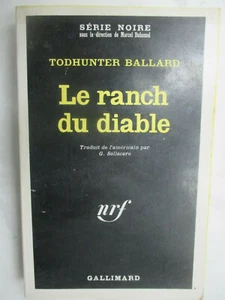 SÉRIE NOIRE
sous la direction de Marcel Duhamel
TODHUNTER BALLARD
Le ranch
du diable
Traduit de l'américain par
G. Bellacere
nrf
GALLIMARD